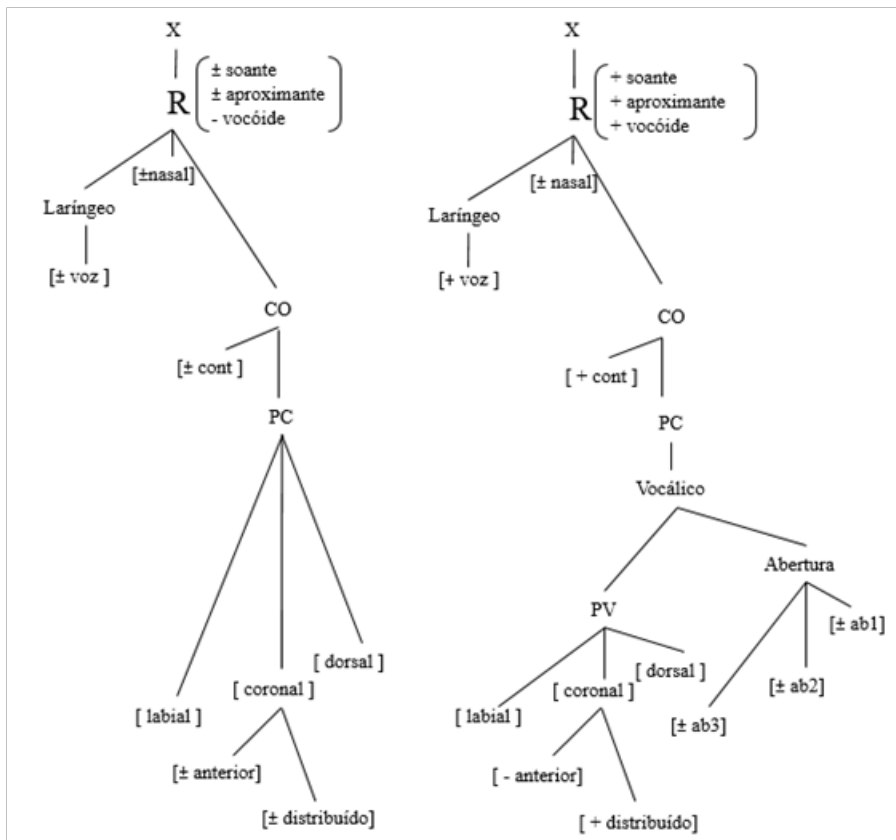 X
R
± soante
± aproximante
- vocóide
[±nasal]
Laríngeo
[± voz ]
CO
[± cont ]
PC
[ dorsal ]
[ coronal ]
[ labial ]
[± anterior]
[± distribuído]
X
R
+ soante
+ aproximante
+ vocóide
[± nasal]
Laríngeo
[+ voz ]
CO
[ + cont ]
PC
Vocálico
Abertura
PV
[± ab1]
[ dorsal ]
[ coronal ]
[± ab2]
[ labial ]
[± ab3]
[ - anterior]
[ + distribuído]